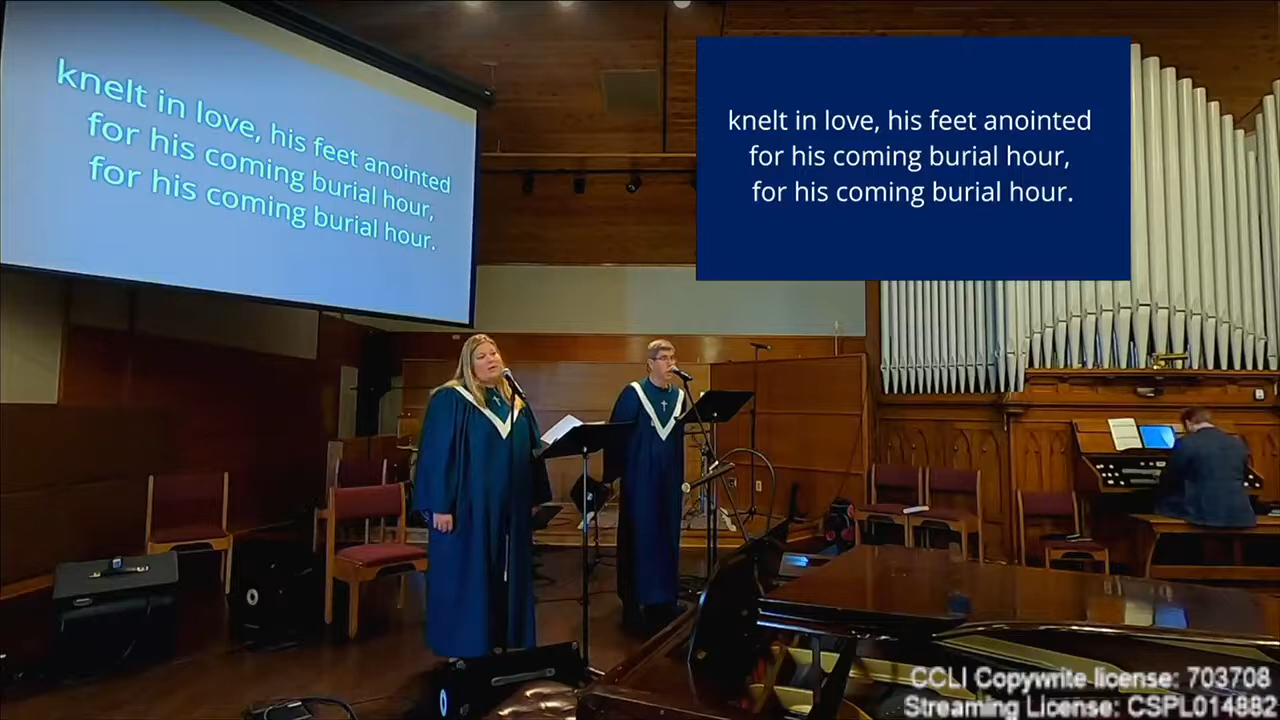 knelt in love, his feet anointed
for his coming burial hour,
for his coming burial hour.
knelt in love, his feet anointed
for his coming burial hour,
for his coming burial hour.
CCLI Copywrite license: 703708
Streaming License: CSPL014882